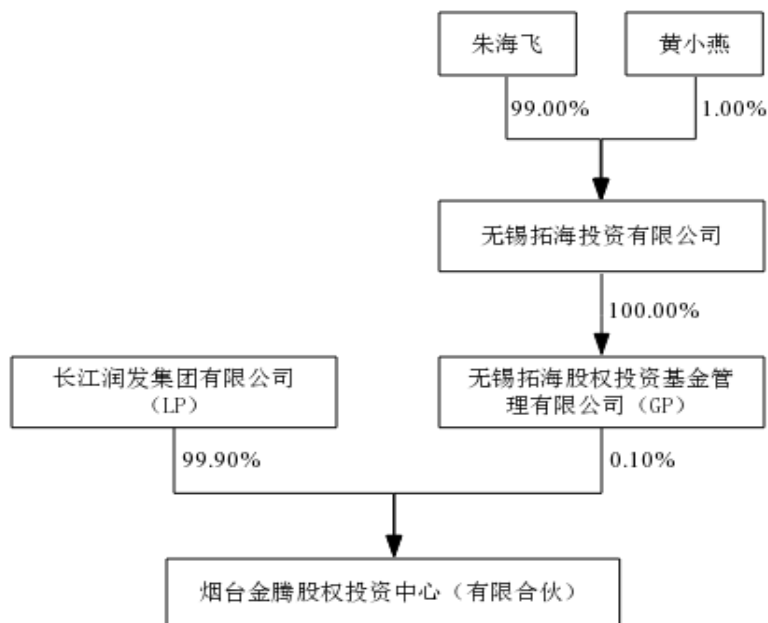 朱海飞
黄小燕
99.00%
1.00%
无锡拓海投资有限公司
100.00%
长江润发集团有限公司
（LP）
无锡拓海股权投资基金管
理有限公司（GP）
99.90%
0.10%
烟台金腾股权投资中心（有限合伙）